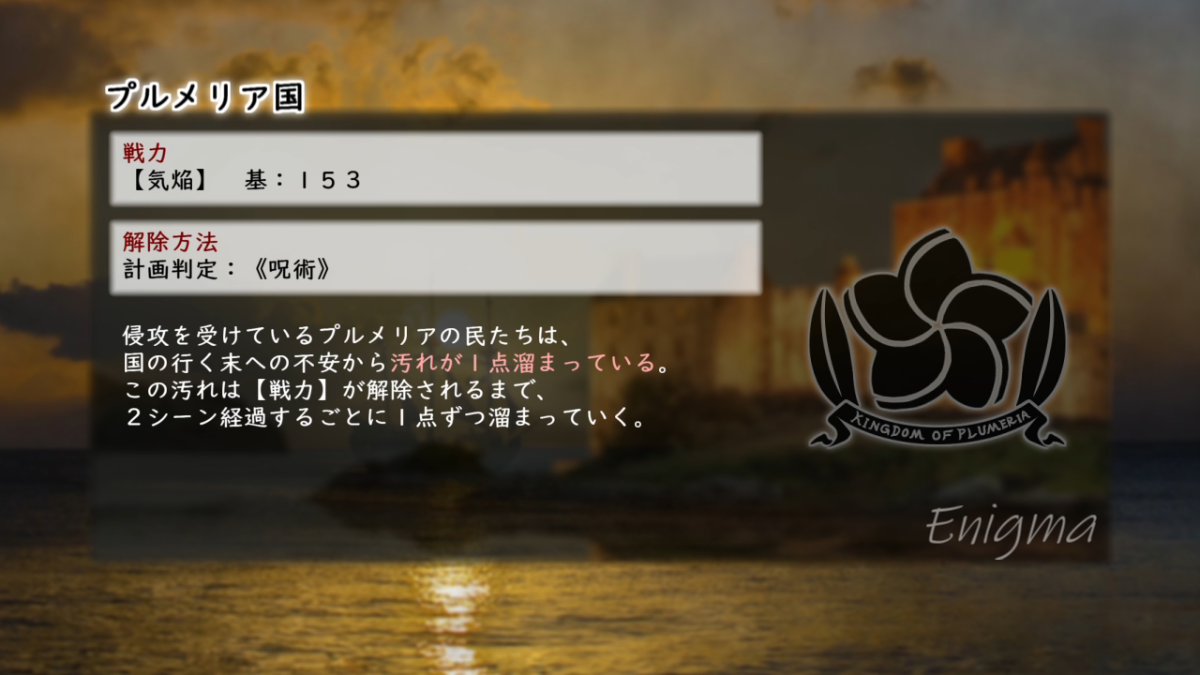 プルメリア国
戦力
【気焔】　基：１５３
解除方法
計画判定：《呪術》
侵攻を受けているプルメリアの民たちは、
国の行く末への不安から汚れが１点溜まっている。
この汚れは【戦力】が解除されるまで、
２シーン経過するごとに１点ずつ溜まっていく。
KINGDOM OF PLUMERIA
Enigma